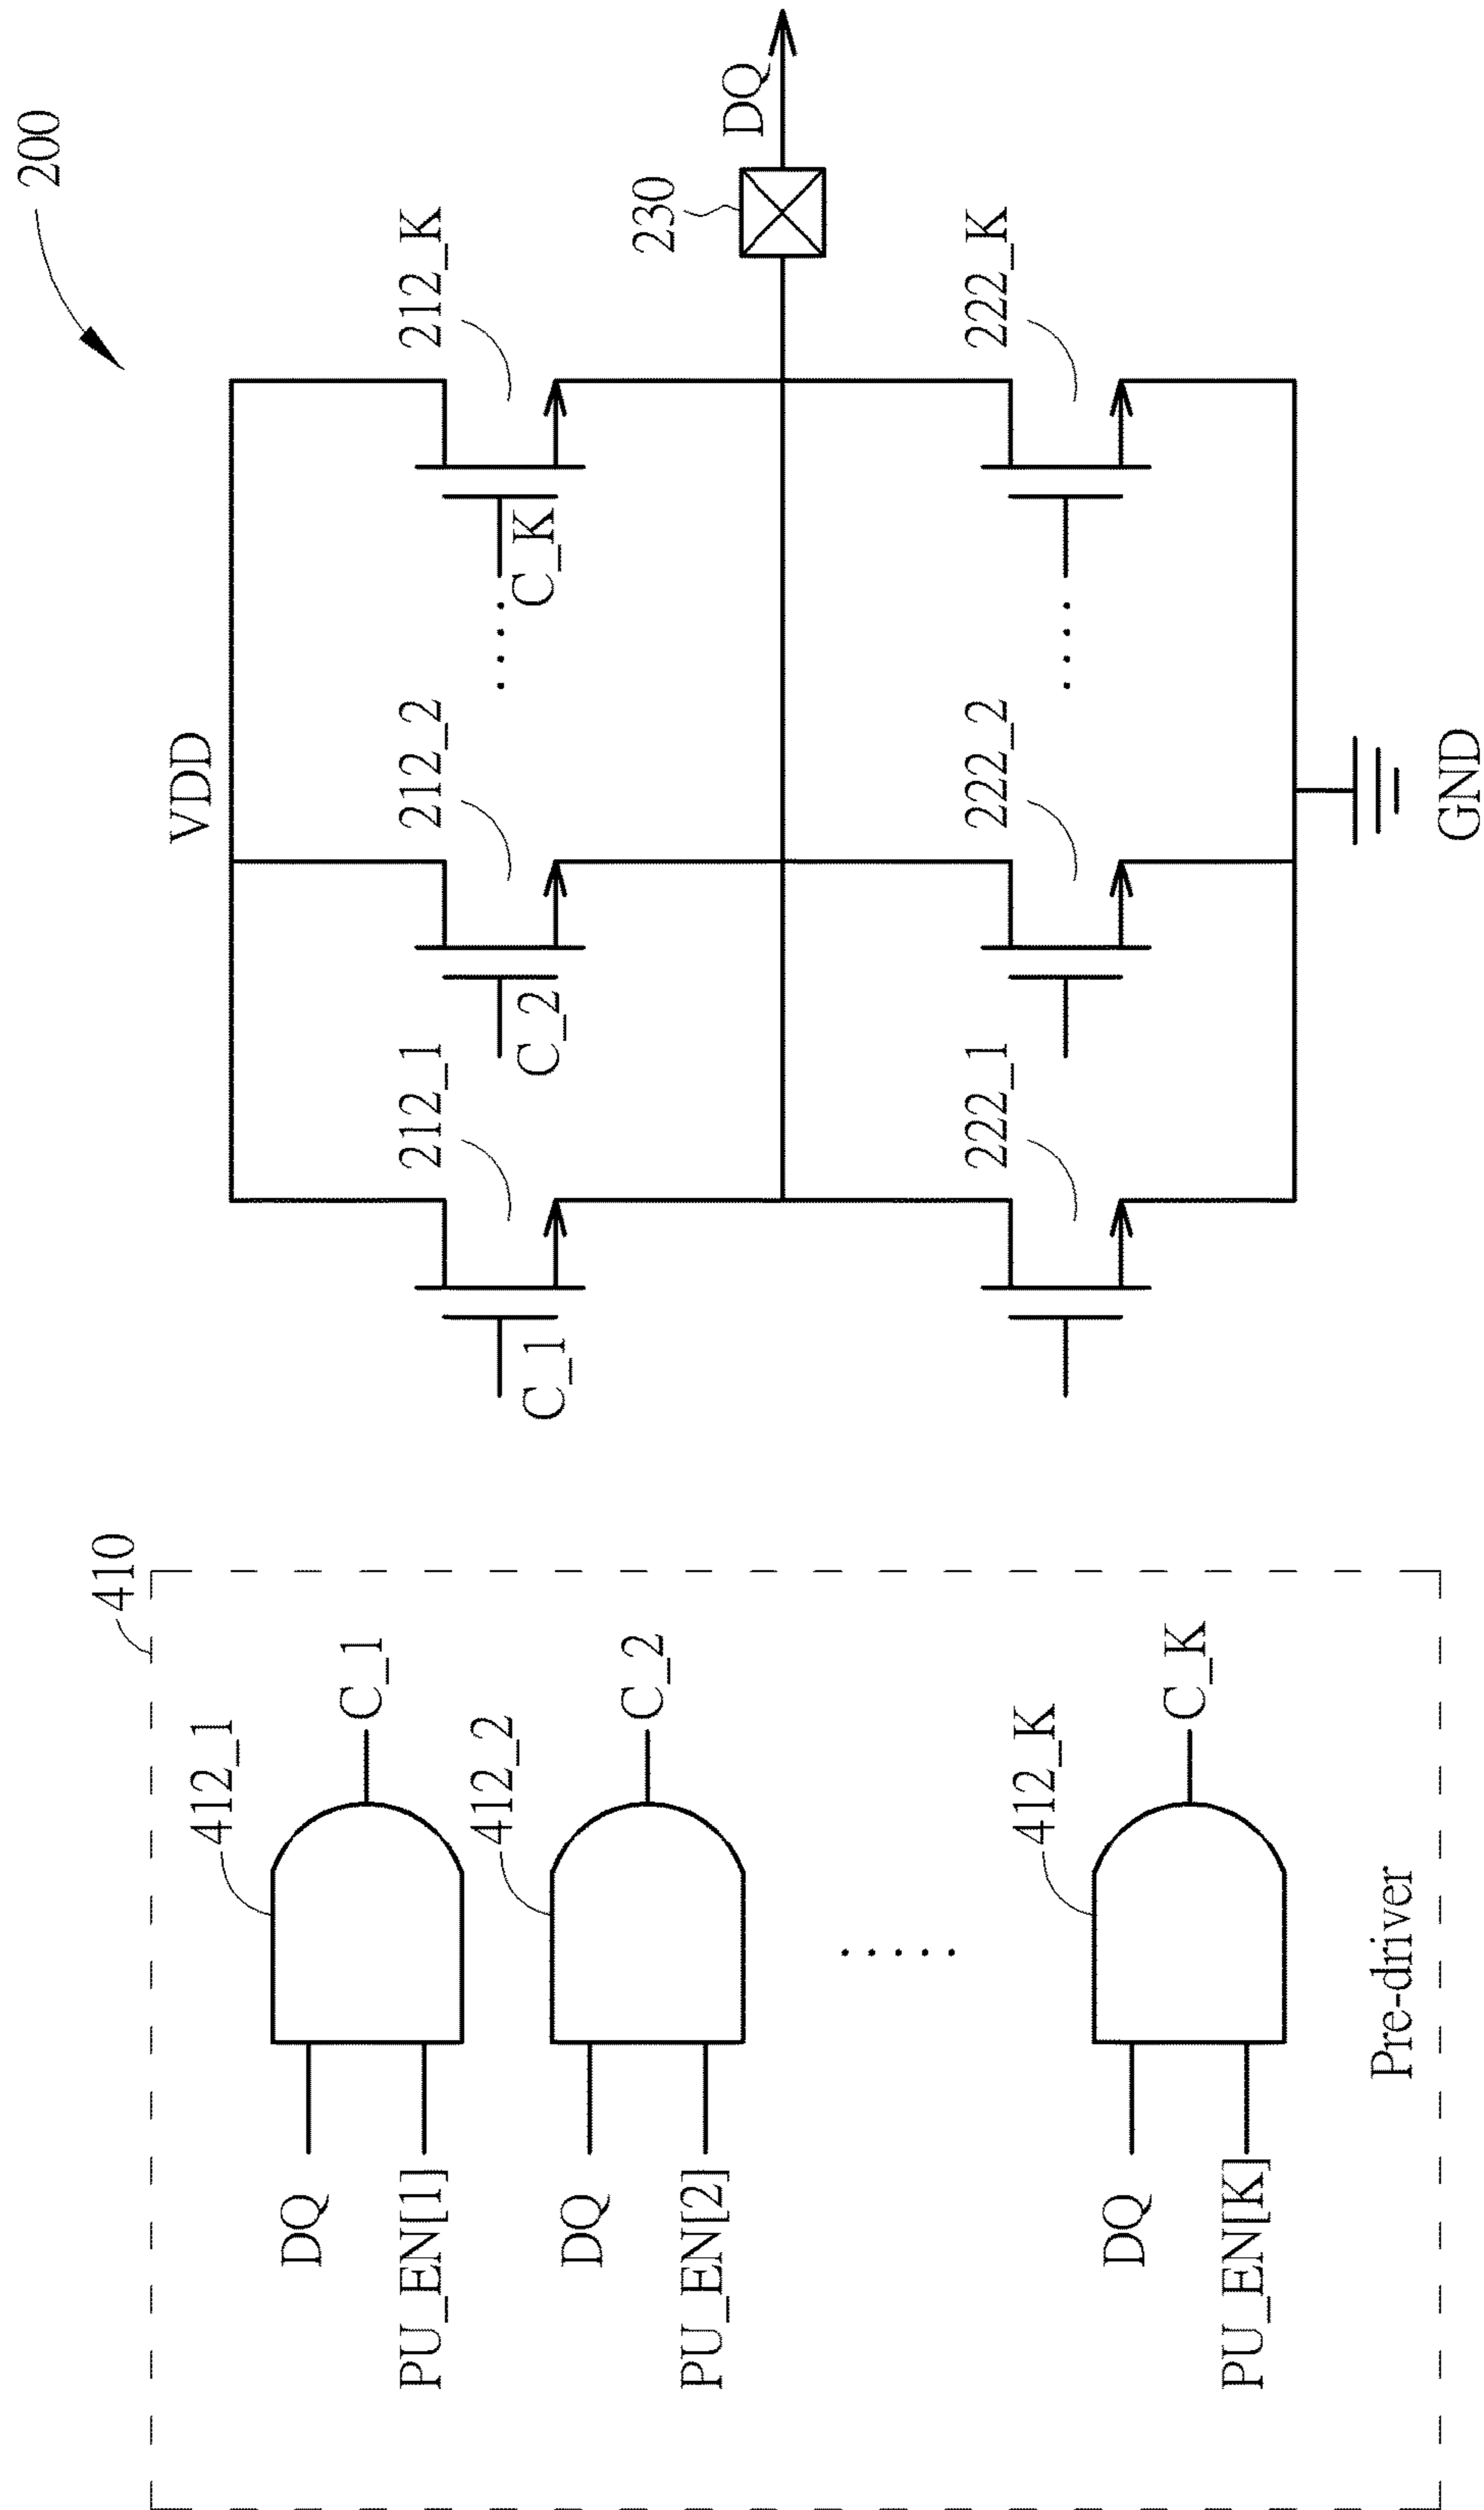 200
410
412_1
DQ
PU_EN[1]
C_1
412_2
DQ
PU_EN[2]
C_2
412_K
DQ
PU_EN[K]
C_K
Pre-driver
VDD
212_1
212_2
212_K
C_1
C_2
C_K
230
DQ
222_1
222_2
222_K
GND